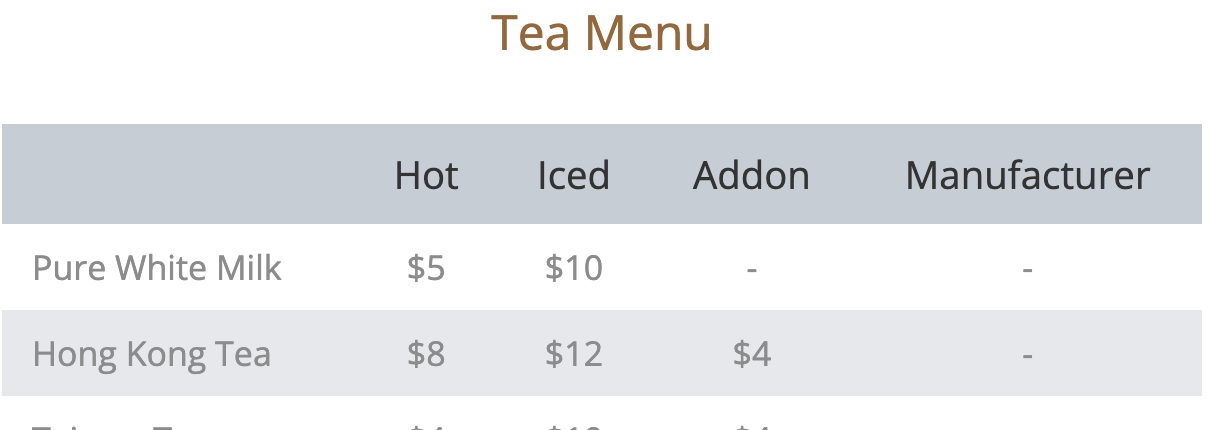 Tea Menu
Hot Iced Addon Manufacturer
Pure White Milk $5 $10 - -
Hong Kong Tea $8 $12 $4 -